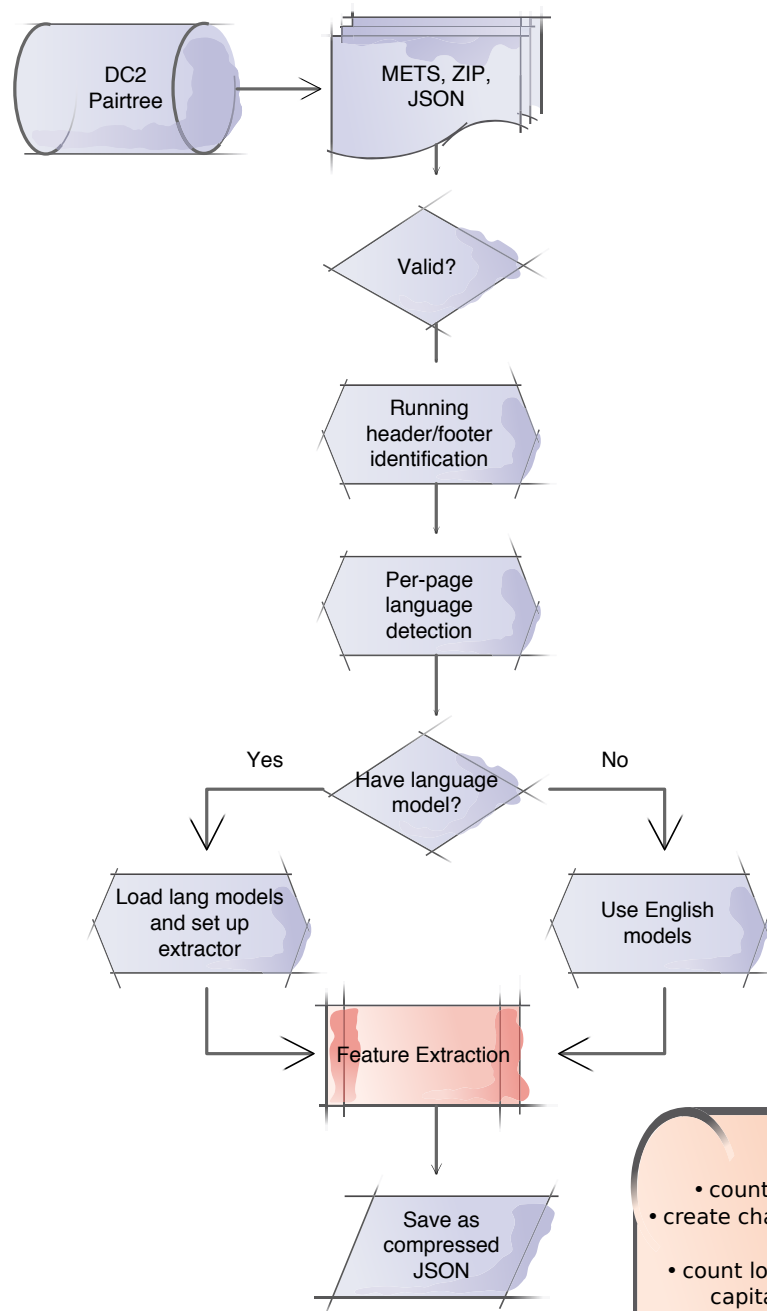 DC2
Pairtree
METS, ZIP,
JSON
Valid?
Running
header/footer
identification
Per-page
language
detection
Yes
Have language
model?
No
Load lang models
and set up
extractor
Use English
models
Feature Extraction
• count
• create cha
• count lo
capita
Save as
compressed
JSON